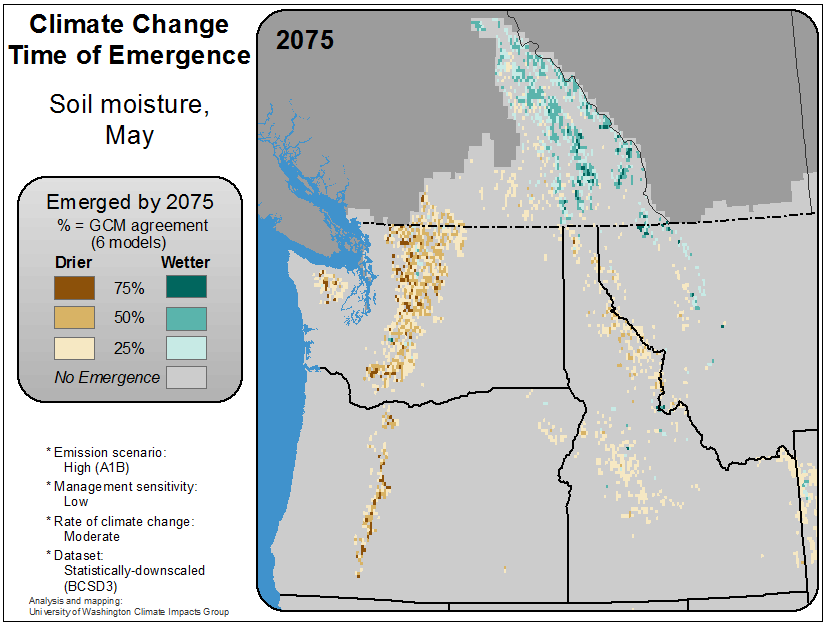 Climate Change
Time of Emergence
Soil moisture,
May
Emerged by 2075
% = GCM agreement
(6 models)
Drier Wetter
75%
50%
25%
No Emergence
* Emission scenario:
High (A1B)
* Management sensitivity:
Low
* Rate of climate change:
Moderate
* Dataset:
Statistically-downscaled
(BCSD3)
Analysis and mapping:
University of Washington Climate Impacts Group
2075